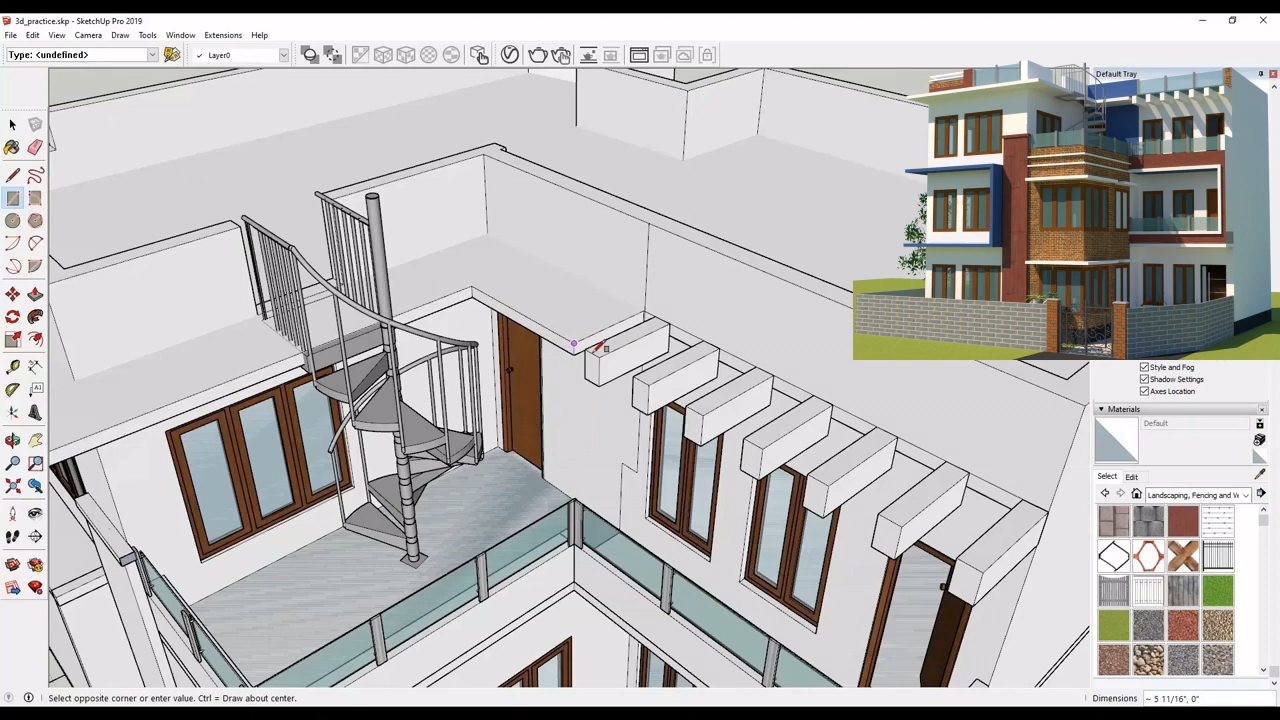 3d_practice.skp - SketchUp Pro 2019
File Edit View Camera Draw Tools Window Extensions Help
Type: <undefined>
Layer0
Default Tray
A1
Style and Fog
Shadow Settings
Axes Location
Materials
Default
Select Edit
Landscaping, Fencing and Ve
Select opposite corner or enter value. Ctrl = Draw about center.
Dimensions ~ 5 11/16", 0"